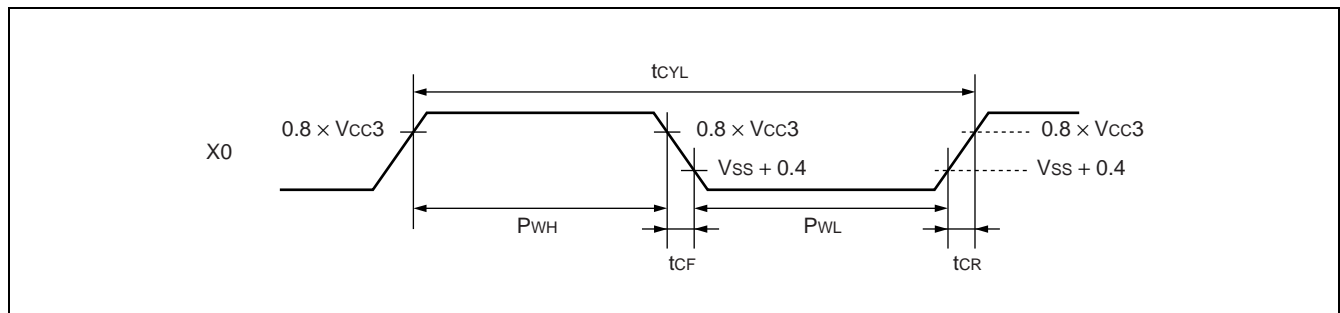 tCYL
0.8 × VCC3
0.8 × VCC3
0.8 × VCC3
X0
VSS + 0.4
VSS + 0.4
PWH
PWL
tCF
tCR